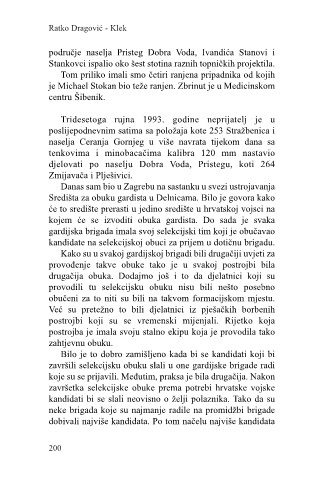 Ratko Dragović - Klek
područje naselja Pristeg Dobra Voda, Ivandića Stanovi i
Stankovci ispalio oko šest stotina raznih topničkih projektila.
Tom priliko imali smo četiri ranjena pripadnika od kojih
je Michael Stokan bio teže ranjen. Zbrinut je u Medicinskom
centru Šibenik.
Tridesetoga rujna 1993. godine neprijatelj je u
poslijepodnevnim satima sa položaja kote 253 Stražbenica i
naselja Ceranja Gornjeg u više navrata tijekom dana sa
tenkovima i minobacačima kalibra 120 mm nastavio
djelovati po naselju Dobra Voda, Pristegu, koti 264
Zmijavača i Plješivici.
Danas sam bio u Zagrebu na sastanku u svezi ustrojavanja
Središta za obuku gardista u Delnicama. Bilo je govora kako
će to središte prerasti u jedino središte u hrvatskoj vojsci na
kojem će se izvoditi obuka gardista. Do sada je svaka
gardijska brigada imala svoj selekcijski tim koji je obučavao
kandidate na selekcijskoj obuci za prijem u dotičnu brigadu.
Kako su u svakoj gardijskoj brigadi bili drugačiji uvjeti za
provođenje takve obuke tako je u svakoj postrojbi bila
drugačija obuka. Dodajmo još i to da djelatnici koji su
provodili tu selekcijsku obuku nisu bili nešto posebno
obučeni za to niti su bili na takvom formacijskom mjestu.
Već su pretežno to bili djelatnici iz pješačkih borbenih
postrojbi koji su se vremenski mijenjali. Rijetko koja
postrojba je imala svoju stalno ekipu koja je provodila tako
zahtjevnu obuku.
Bilo je to dobro zamišljeno kada bi se kandidati koji bi
završili selekcijsku obuku slali u one gardijske brigade radi
koje su se prijavili. Međutim, praksa je bila drugačija. Nakon
završetka selekcijske obuke prema potrebi hrvatske vojske
kandidati bi se slali neovisno o želji polaznika. Tako da su
neke brigada koje su najmanje radile na promidžbi brigade
dobivali najviše kandidata. Po tom načelu najviše kandidata
200